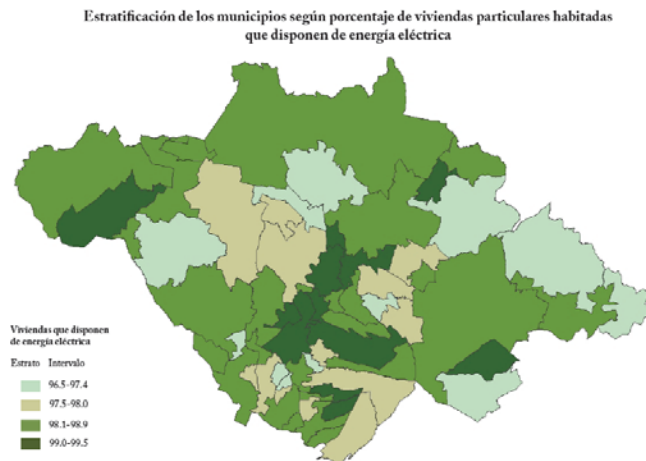 Estratificación de los municipios según porcentaje de viviendas particulares habitadas
que disponen de energía eléctrica
Viviendas que disponen
de energía eléctrica
Estrato Intervalo
96.5-97.4
97.5-98.0
98.1-98.9
99.0-99.5